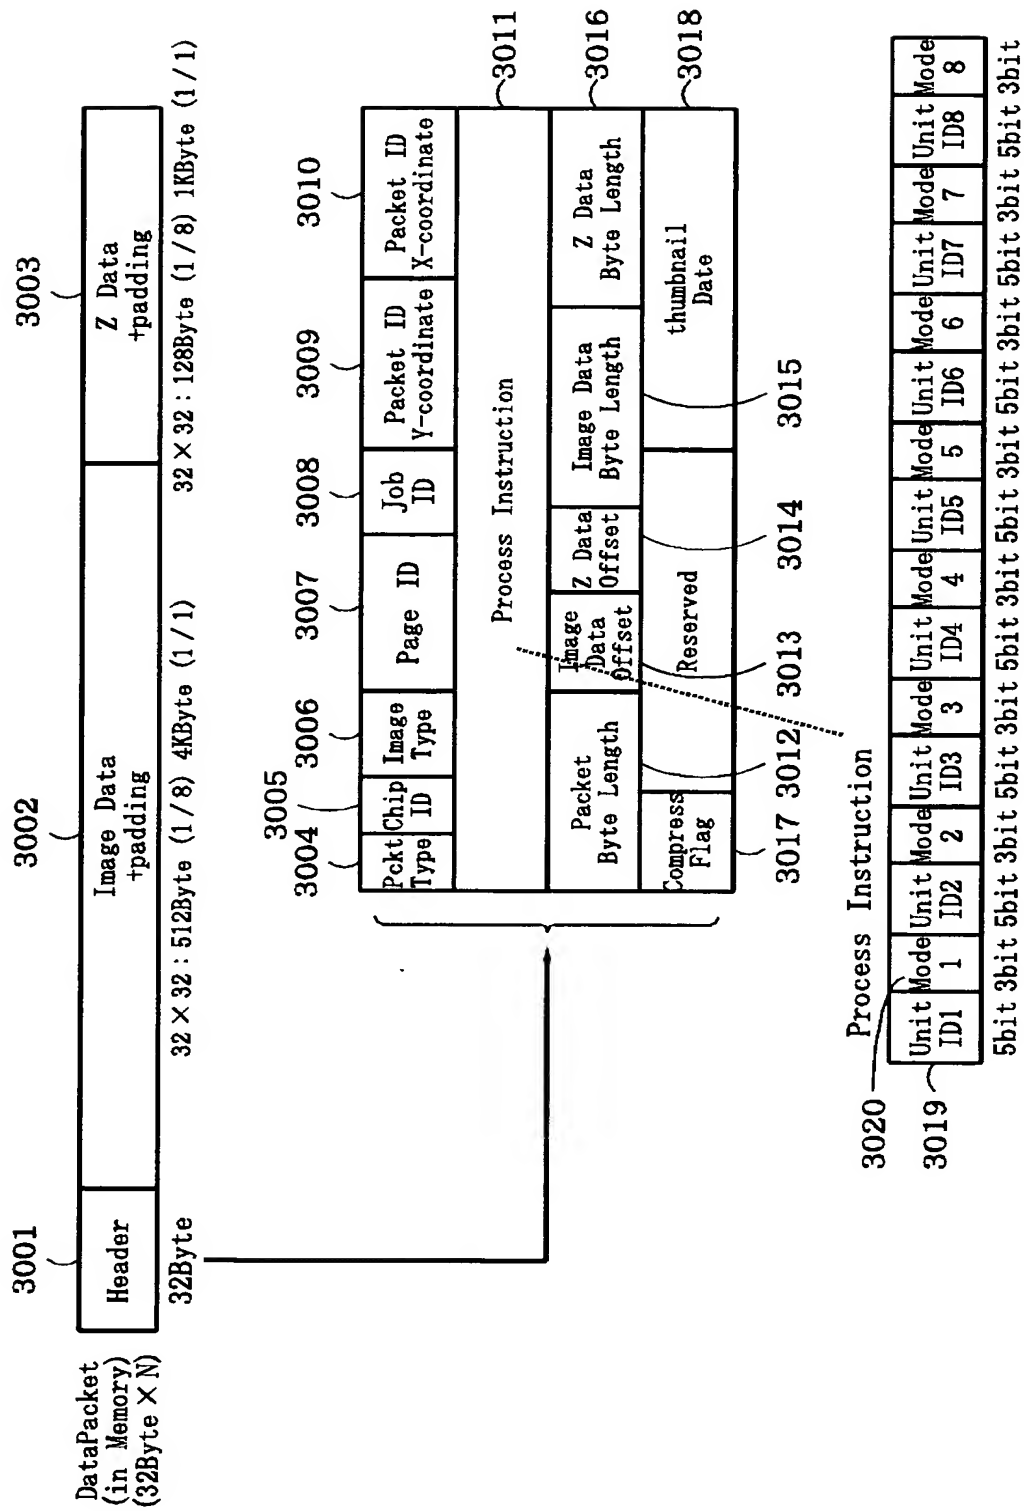 3001
3002
3003
DataPacket
(in Memory)
(32Byte × N)
Header
Image Data
+padding
Z Data
+padding
32Byte
32×32 : 512Byte (1/8) 4KByte (1/1)
32×32 : 128Byte (1/8) 1KByte (1/1)
3004
3005
3006
3007
3008
3009
3010
Pckt
Type
Chip
ID
Image
Type
Page ID
Job
ID
Packet ID
Y-coordinate
Packet ID
X-coordinate
Process Instruction
3011
Packet
Byte Length
Image
Data
Offset
Z Data
Offset
Image Data
Byte Length
Z Data
Byte Length
3016
Compress
Flag
Reserved
thumbnail
Date
3018
3017
3012
3013
3014
3015
Process Instruction
3020
3019
Unit
ID1
Mode
1
Unit
ID2
Mode
2
Unit
ID3
Mode
3
Unit
ID4
Mode
4
Unit
ID5
Mode
5
Unit
ID6
Mode
6
Unit
ID7
Mode
7
Unit
ID8
Mode
8
5bit 3bit 5bit 3bit 5bit 3bit 5bit 3bit 5bit 3bit 5bit 3bit 5bit 3bit 5bit 3bit